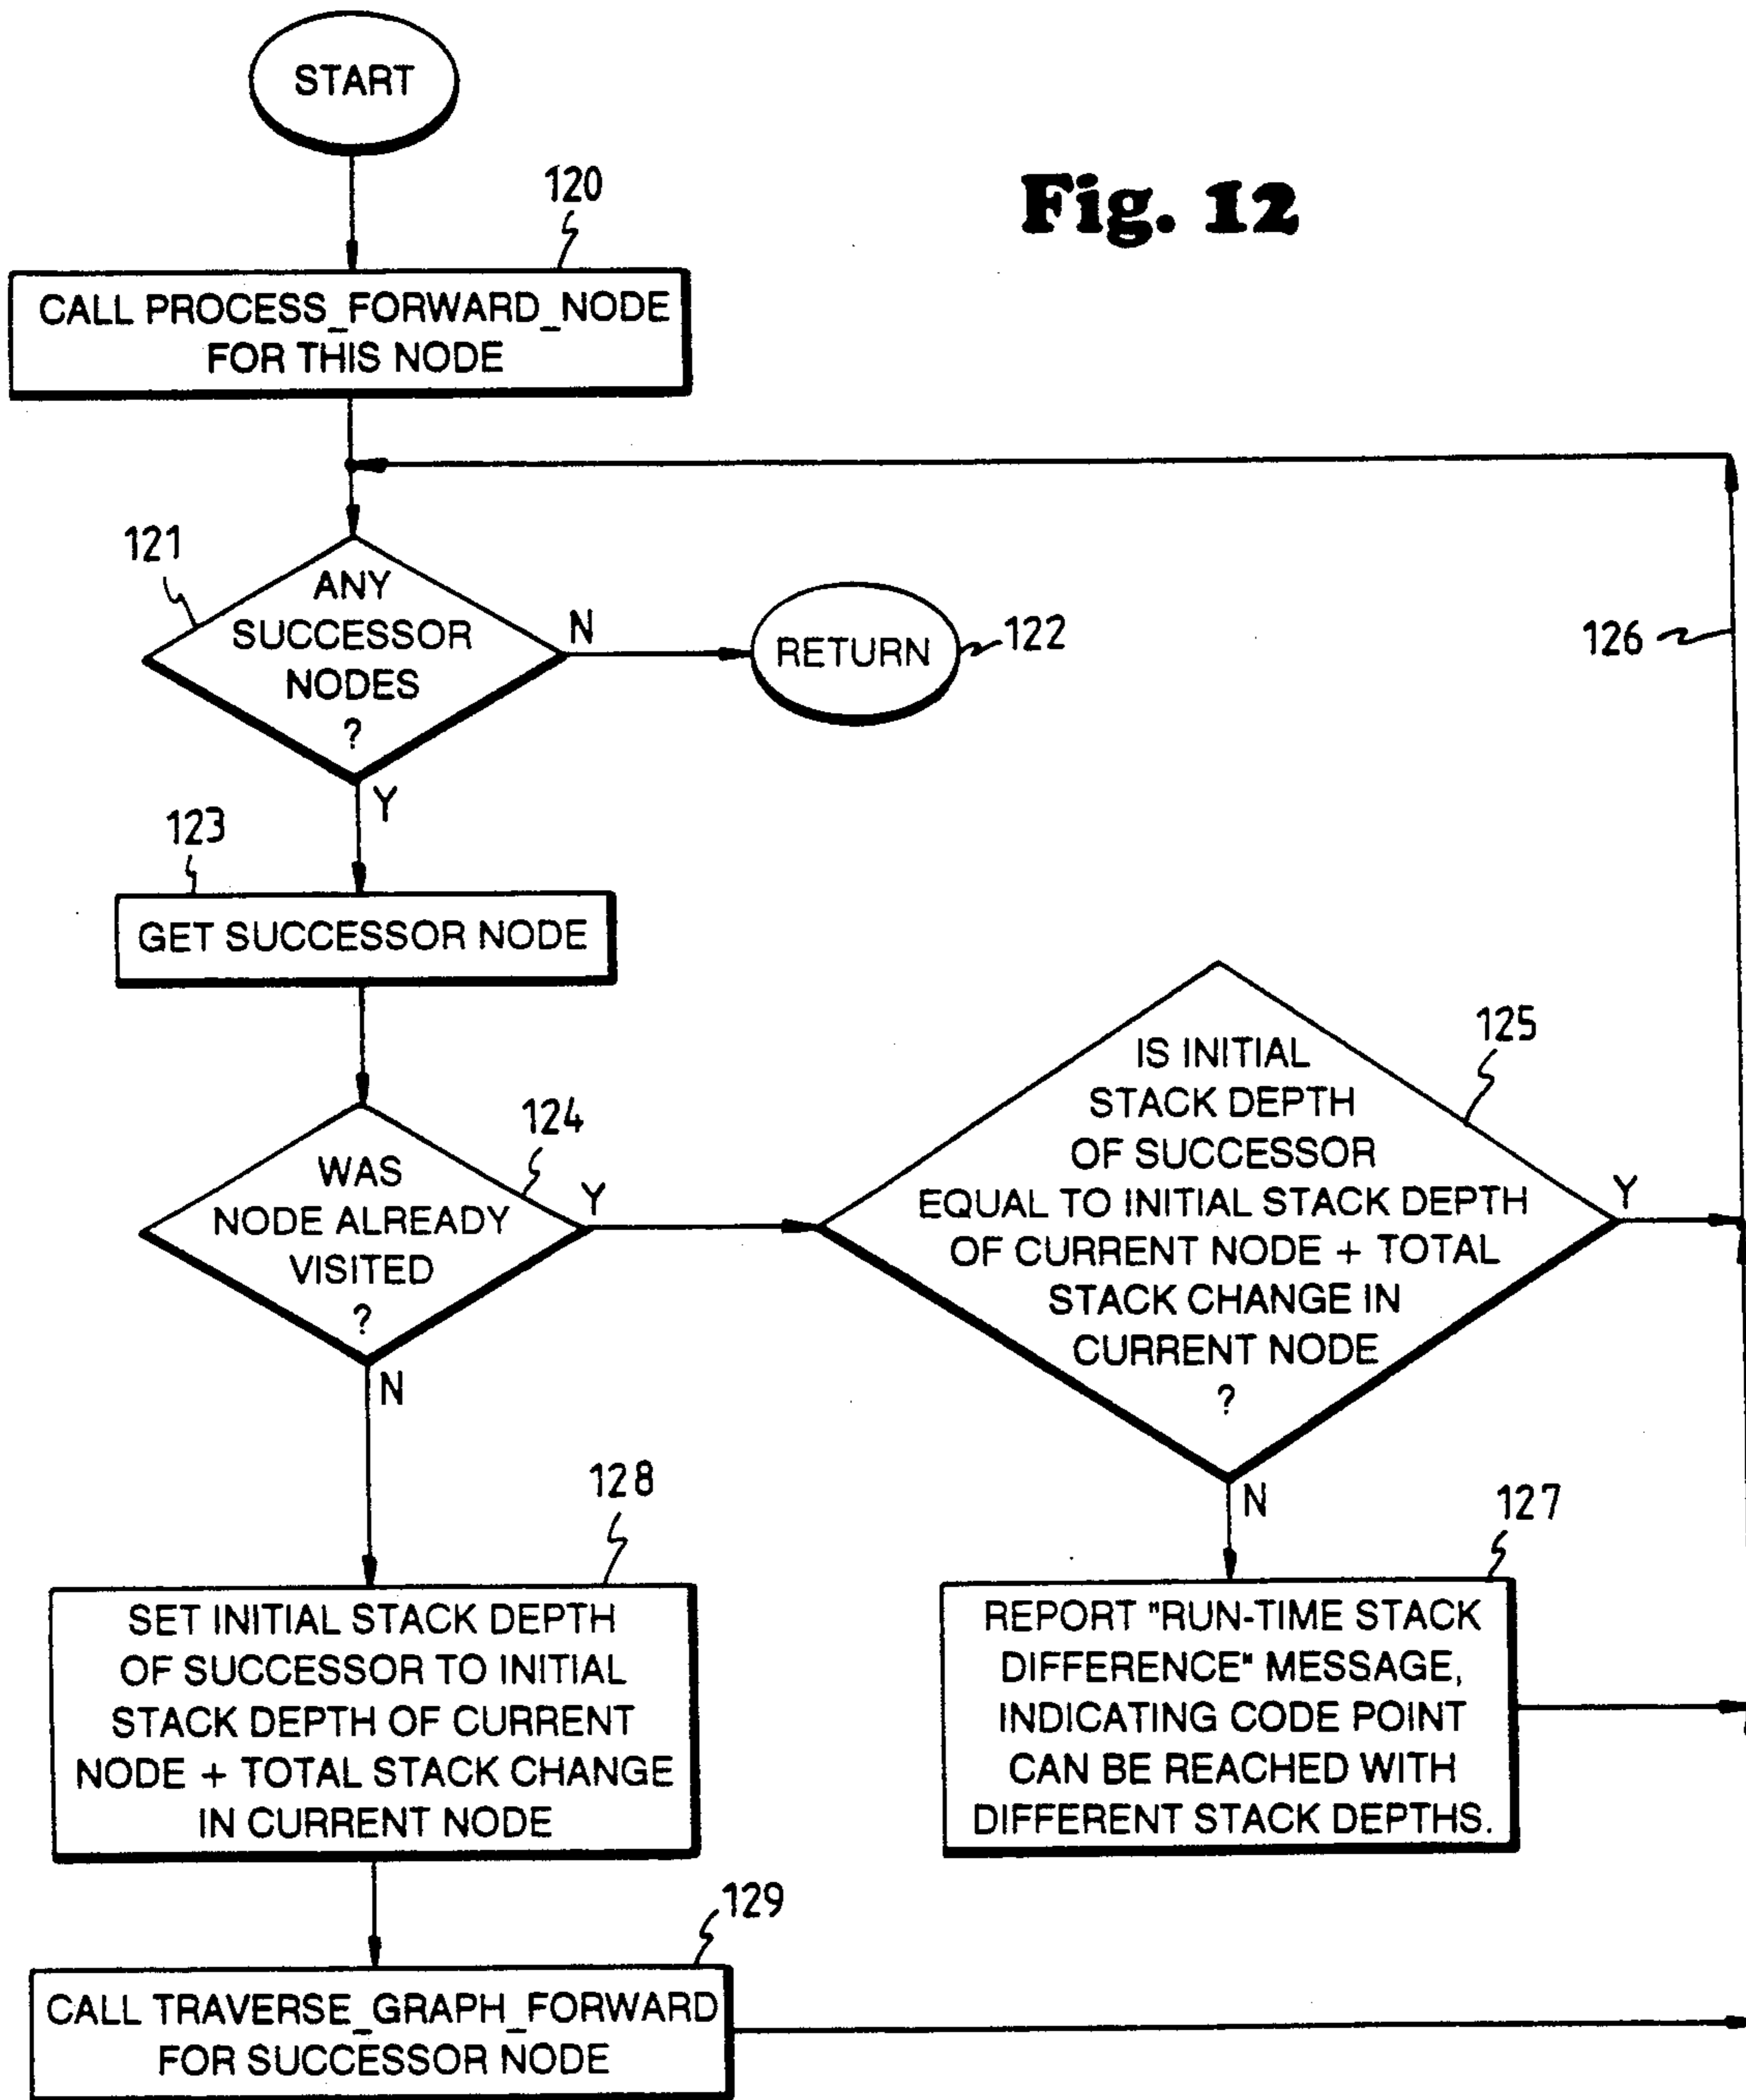 START
120
Fig. 12
CALL PROCESS_FORWARD_NODE
FOR THIS NODE
121
ANY
SUCCESSOR
NODES
?
N
RETURN
122
126
Y
123
GET SUCCESSOR NODE
124
WAS
NODE ALREADY
VISITED
?
Y
125
IS INITIAL
STACK DEPTH
OF SUCCESSOR
EQUAL TO INITIAL STACK DEPTH
OF CURRENT NODE + TOTAL
STACK CHANGE IN
CURRENT NODE
?
Y
N
N
128
SET INITIAL STACK DEPTH
OF SUCCESSOR TO INITIAL
STACK DEPTH OF CURRENT
NODE + TOTAL STACK CHANGE
IN CURRENT NODE
127
REPORT "RUN-TIME STACK
DIFFERENCE" MESSAGE,
INDICATING CODE POINT
CAN BE REACHED WITH
DIFFERENT STACK DEPTHS.
129
CALL TRAVERSE_GRAPH_FORWARD
FOR SUCCESSOR NODE